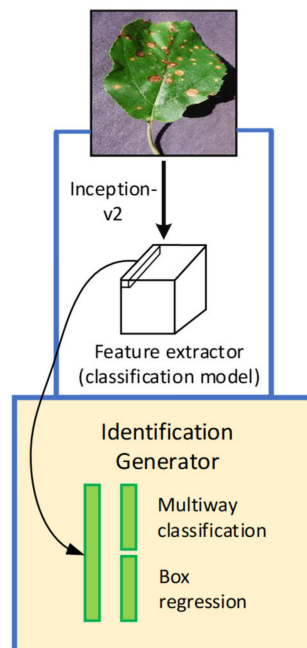 Inception-
v2
Feature extractor
(classification model)
Identification
Generator
Multiway
classification
Box
regression